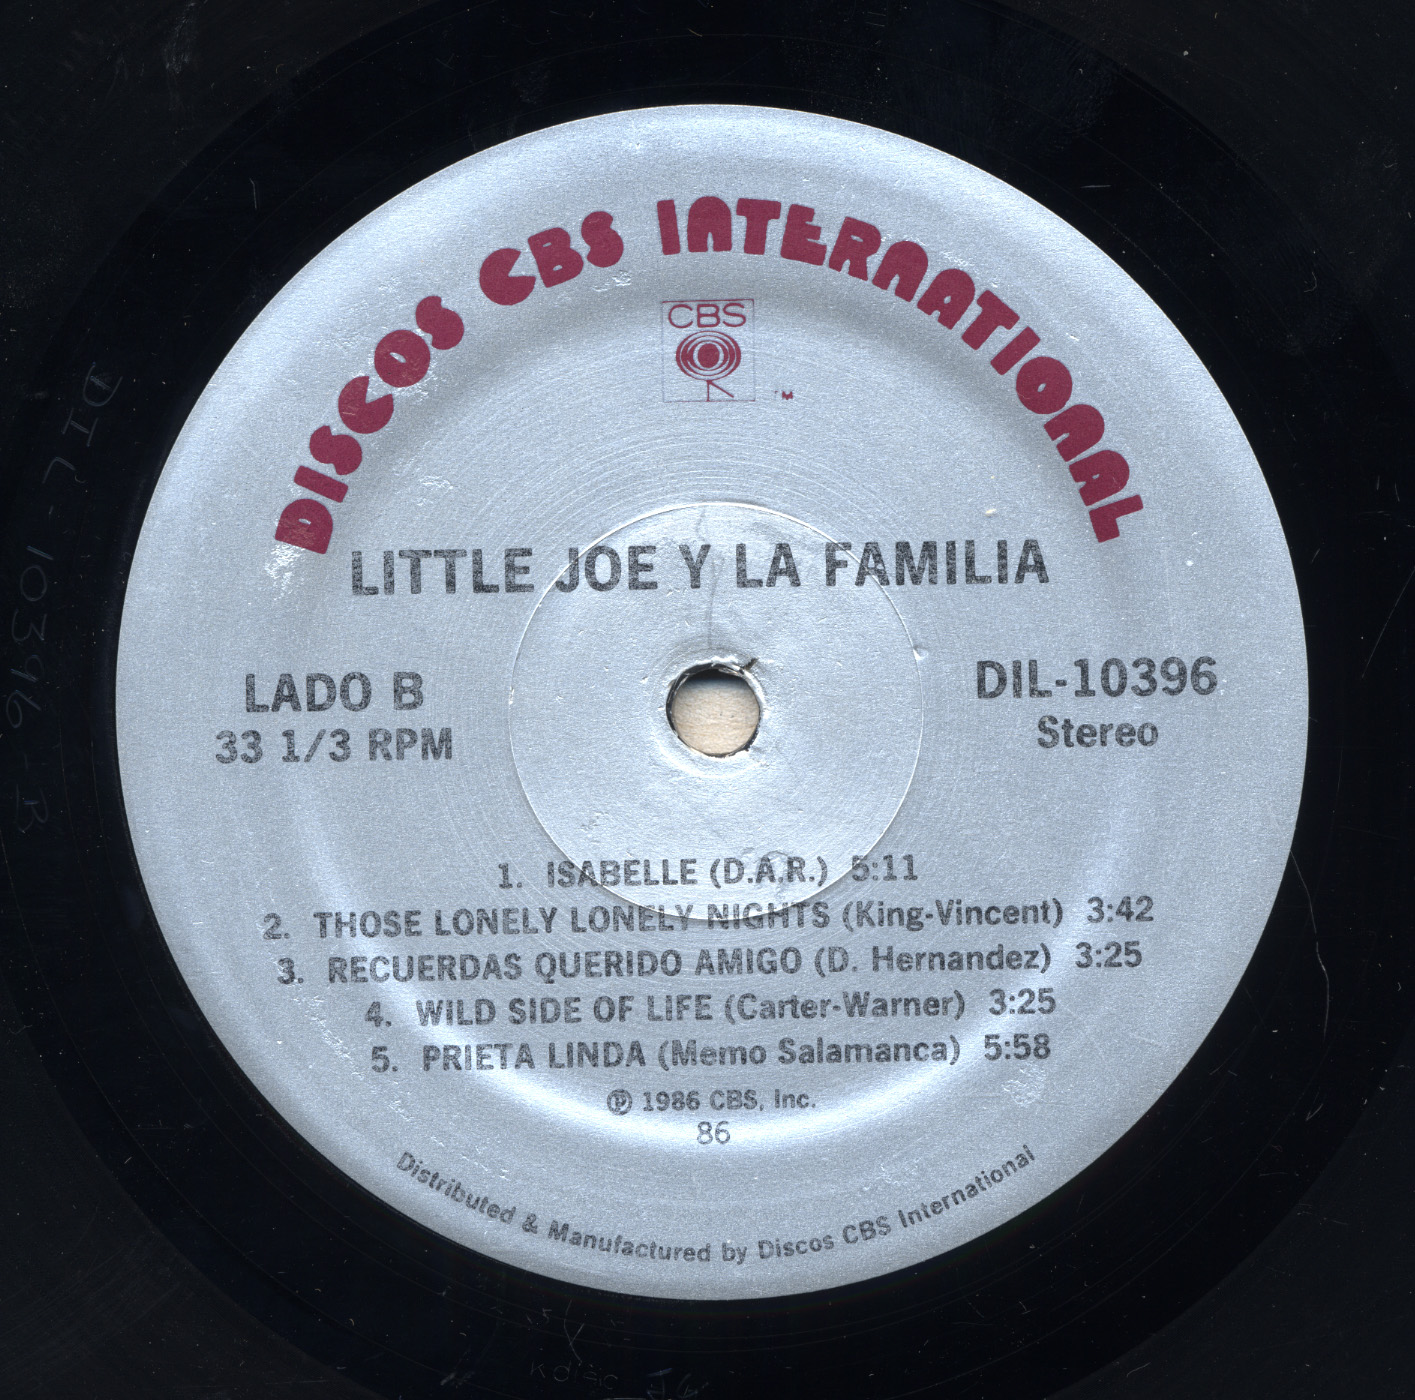 DISCOS CBS INTERNATIONAL
CBS
TM
LITTLE JOE Y LA FAMILIA
LADO B
33 1/3 RPM
DIL-10396
Stereo
1. ISABELLE (D.A.R.) 5:11
2. THOSE LONELY LONELY NIGHTS (King-Vincent) 3:42
3. RECUERDAS QUERIDO AMIGO (D. Hernandez) 3:25
4. WILD SIDE OF LIFE (Carter-Warner) 3:25
5. PRIETA LINDA (Memo Salamanca) 5:58
℗ 1986 CBS, Inc.
86
Distributed & Manufactured by Discos CBS International
DIL-10396-B